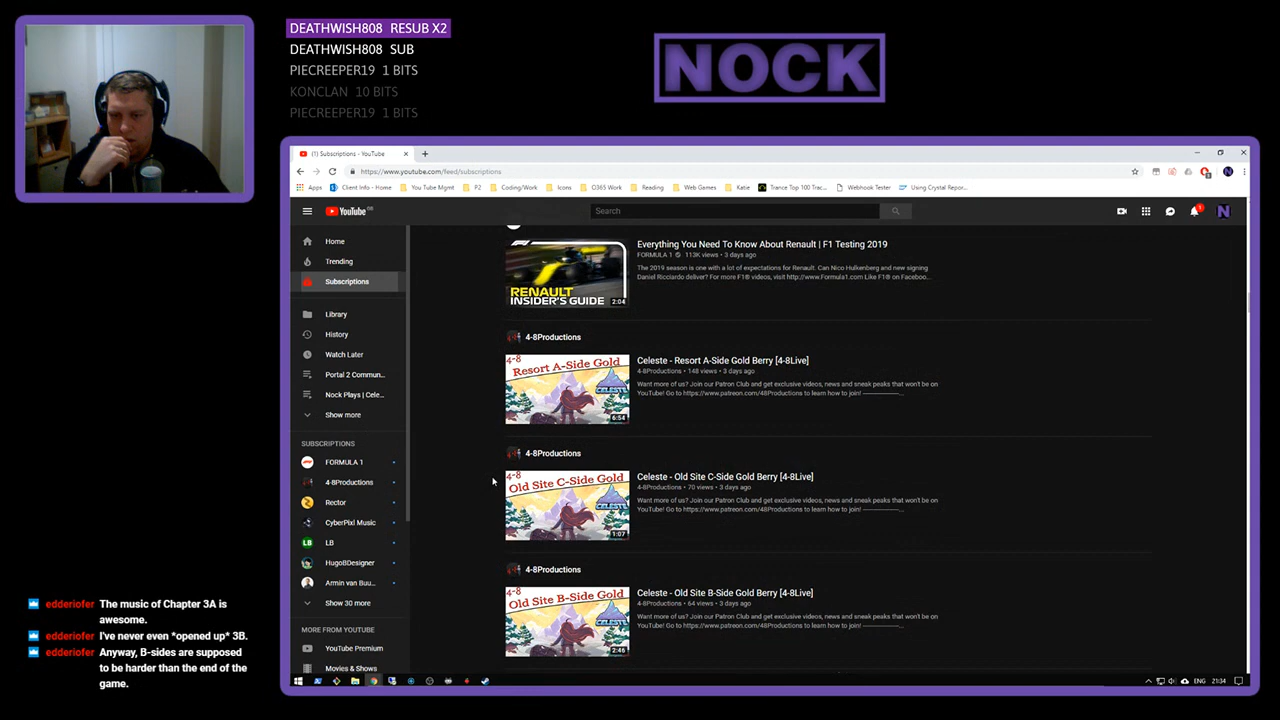 DEATHWISH808 RESUB X2
DEATHWISH808 SUB
PIECREEPER19 1 BITS
KONCLAN 10 BITS
PIECREEPER19 1 BITS
NOCK
(1) Subscriptions - YouTube
https://www.youtube.com/feed/subscriptions
Apps Client Info - Home You Tube Mgmt P2 Coding/Work Icons O365 Work Reading Web Games Katie Trance Top 100 Trac... Webhook Tester Using Crystal Repor...
YouTube GB Search
Home
Trending
Subscriptions
Library
History
Watch Later
Portal 2 Commun...
Nock Plays | Cele...
Show more
SUBSCRIPTIONS
FORMULA 1
4-8Productions
Rector
CyberPixl Music
LB
HugoBDesigner
Armin van Buu...
Show 30 more
MORE FROM YOUTUBE
YouTube Premium
Movies & Shows
RENAULT
INSIDER'S GUIDE
2:04
Everything You Need To Know About Renault | F1 Testing 2019
FORMULA 1 113K views • 3 days ago
The 2019 season is one with a lot of expectations for Renault. Can Nico Hulkenberg and new signing
Daniel Ricciardo deliver? For more F1® videos, visit http://www.Formula1.com Like F1® on Faceboo...
4-8Productions
4-8
Resort A-Side Gold
CELESTE
6:54
Celeste - Resort A-Side Gold Berry [4-8Live]
4-8Productions • 148 views • 3 days ago
Want more of us? Join our Patron Club and get exclusive videos, news and sneak peaks that won't be on
YouTube! Go to https://www.patreon.com/48Productions to learn how to join! ——————...
4-8Productions
4-8
Old Site C-Side Gold
CELESTE
1:07
Celeste - Old Site C-Side Gold Berry [4-8Live]
4-8Productions • 70 views • 3 days ago
Want more of us? Join our Patron Club and get exclusive videos, news and sneak peaks that won't be on
YouTube! Go to https://www.patreon.com/48Productions to learn how to join! ——————...
4-8Productions
4-8
Old Site B-Side Gold
CELESTE
2:46
Celeste - Old Site B-Side Gold Berry [4-8Live]
4-8Productions • 64 views • 3 days ago
Want more of us? Join our Patron Club and get exclusive videos, news and sneak peaks that won't be on
YouTube! Go to https://www.patreon.com/48Productions to learn how to join! ——————...
ENG 21:34
edderiofer The music of Chapter 3A is
awesome.
edderiofer I've never even *opened up* 3B.
edderiofer Anyway, B-sides are supposed
to be harder than the end of the
game.